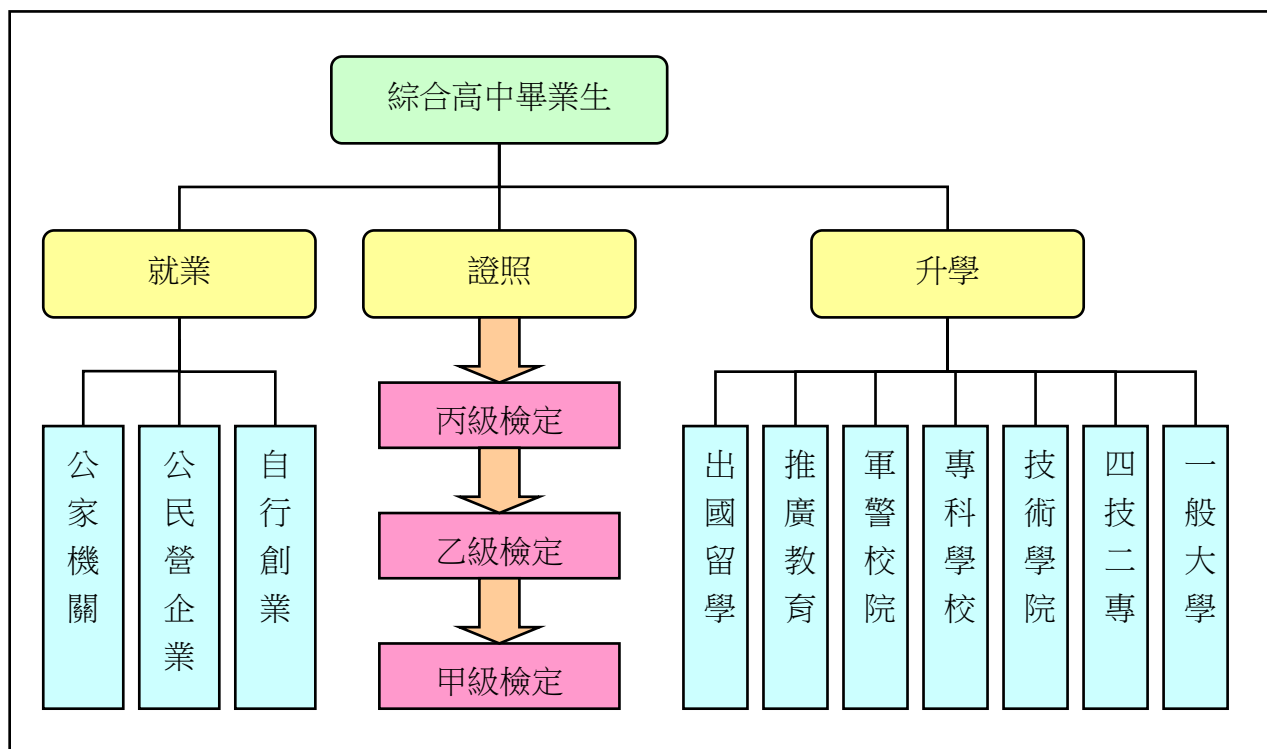 綜合高中畢業生
就業
證照
升學
丙級檢定
乙級檢定
甲級檢定
公家機關
公民營企業
自行創業
出國留學
推廣教育
軍警校院
專科學校
技術學院
四技二專
一般大學